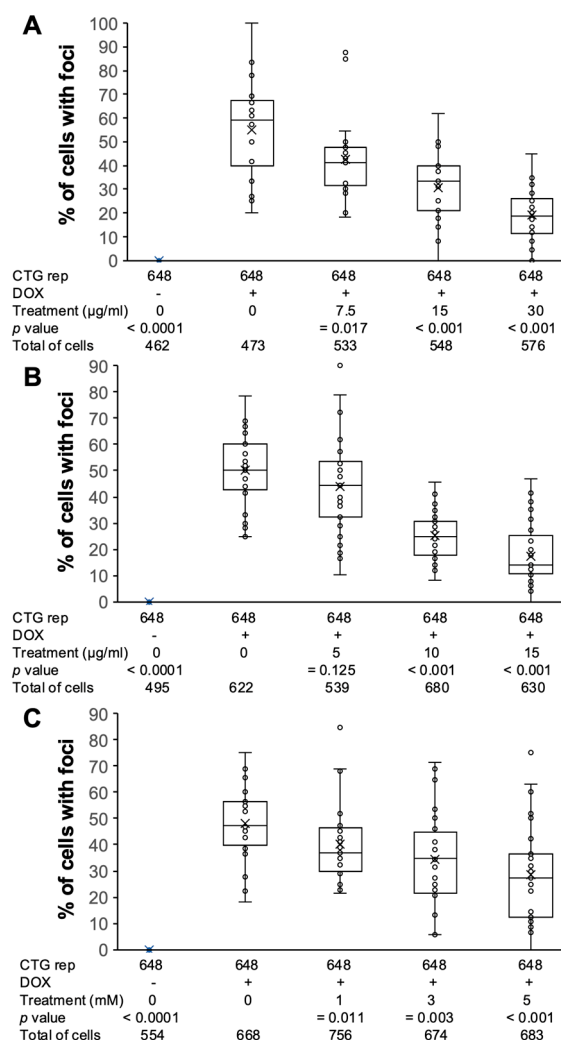 A
100
90
80
70
60
50
40
30
20
10
0
% of cells with foci
CTG rep 648 648 648 648 648
DOX - + + + +
Treatment (µg/ml) 0 0 7.5 15 30
p value < 0.0001 = 0.017 < 0.001 < 0.001
Total of cells 462 473 533 548 576
B
90
80
70
60
50
40
30
20
10
0
% of cells with foci
CTG rep 648 648 648 648 648
DOX - + + + +
Treatment (µg/ml) 0 0 5 10 15
p value < 0.0001 = 0.125 < 0.001 < 0.001
Total of cells 495 622 539 680 630
C
90
80
70
60
50
40
30
20
10
0
% of cells with foci
CTG rep 648 648 648 648 648
DOX - + + + +
Treatment (mM) 0 0 1 3 5
p value < 0.0001 = 0.011 = 0.003 < 0.001
Total of cells 554 668 756 674 683